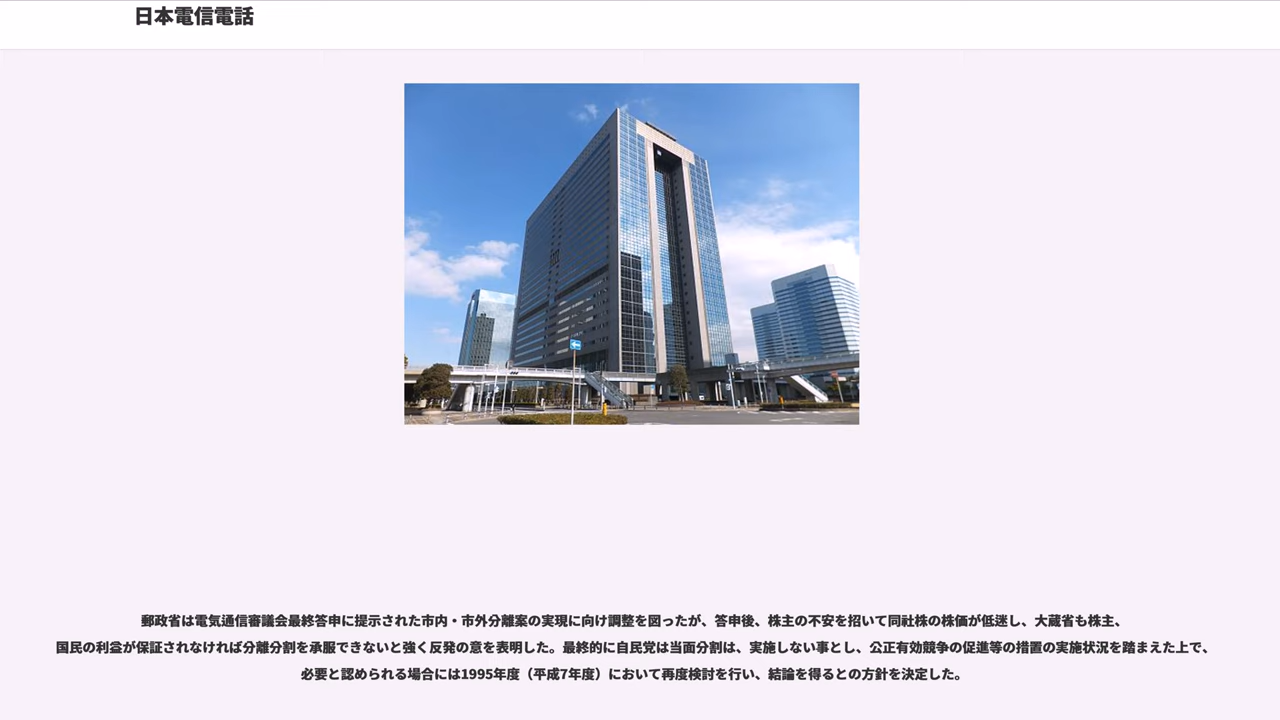 日本電信電話
郵政省は電気通信審議会最終答申に提示された市内・市外分離案の実現に向け調整を図ったが、答申後、株主の不安を招いて同社株の株価が低迷し、大蔵省も株主、
国民の利益が保証されなければ分離分割を承服できないと強く反発の意を表明した。最終的に自民党は当面分割は、実施しない事とし、公正有効競争の促進等の措置の実施状況を踏まえた上で、
必要と認められる場合には1995年度（平成7年度）において再度検討を行い、結論を得るとの方針を決定した。